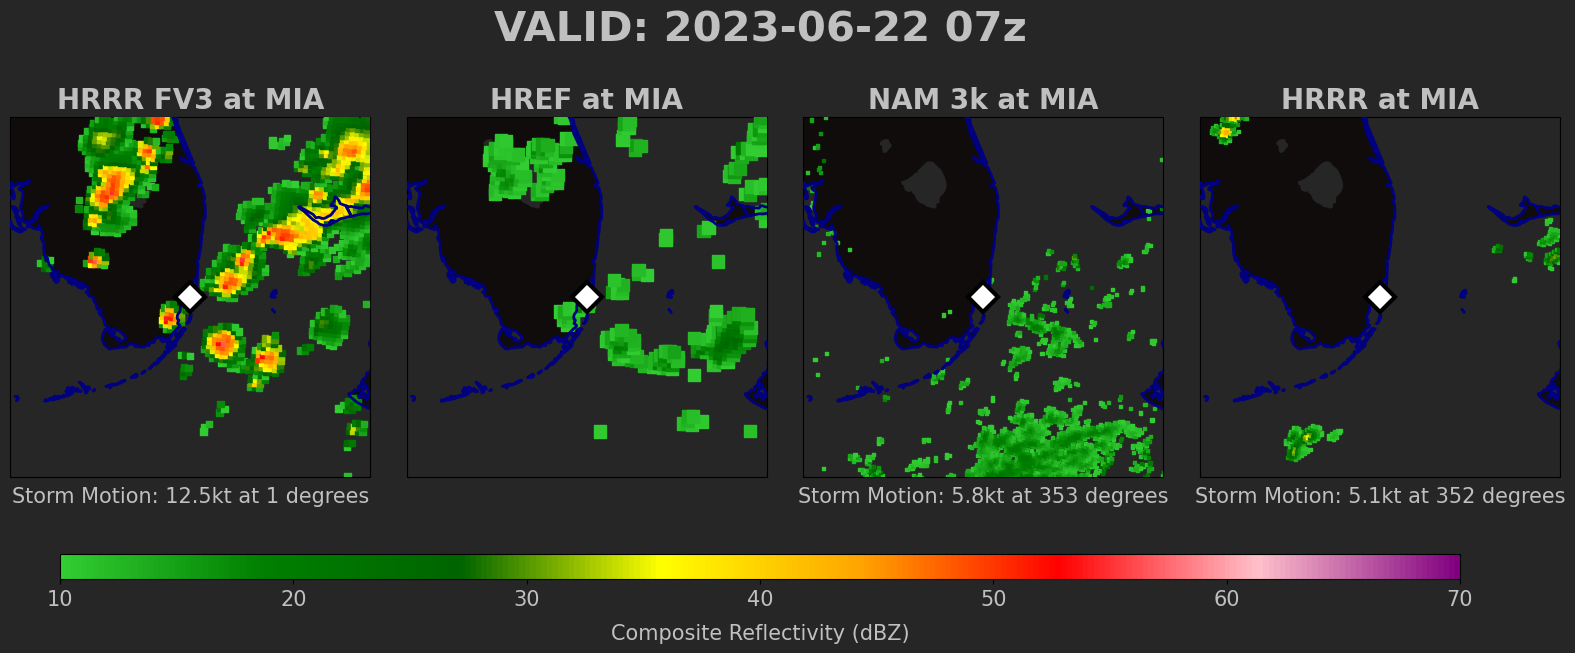 VALID: 2023-06-22 07z
HRRR FV3 at MIA
HREF at MIA
NAM 3k at MIA
HRRR at MIA
Storm Motion: 12.5kt at 1 degrees
Storm Motion: 5.8kt at 353 degrees
Storm Motion: 5.1kt at 352 degrees
10 20 30 40 50 60 70
Composite Reflectivity (dBZ)